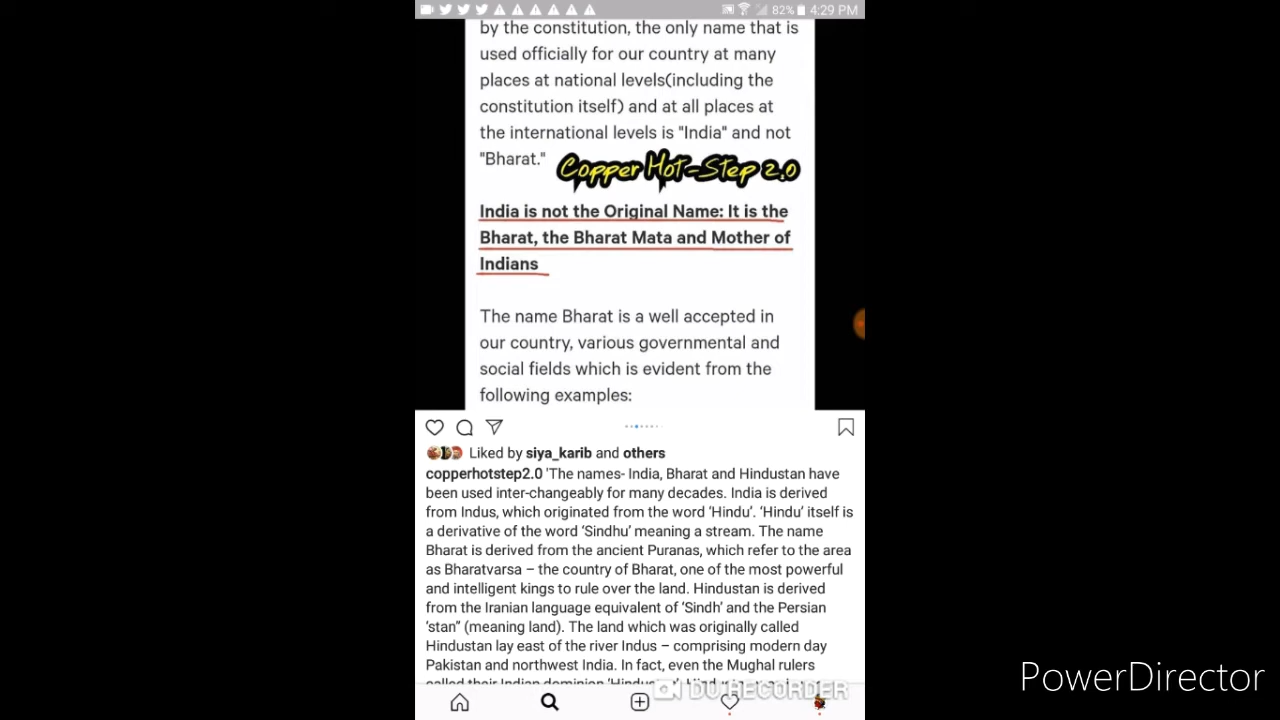 82% 4:29 PM
by the constitution, the only name that is
used officially for our country at many
places at national levels(including the
constitution itself) and at all places at
the international levels is "India" and not
"Bharat."
Copper Hot-Step 2.0
India is not the Original Name: It is the
Bharat, the Bharat Mata and Mother of
Indians
The name Bharat is a well accepted in
our country, various governmental and
social fields which is evident from the
following examples:
Liked by siya_karib and others
copperhotstep2.0 'The names- India, Bharat and Hindustan have
been used inter-changeably for many decades. India is derived
from Indus, which originated from the word ‘Hindu’. ‘Hindu’ itself is
a derivative of the word ‘Sindhu’ meaning a stream. The name
Bharat is derived from the ancient Puranas, which refer to the area
as Bharatvarsa – the country of Bharat, one of the most powerful
and intelligent kings to rule over the land. Hindustan is derived
from the Iranian language equivalent of ‘Sindh’ and the Persian
‘stan” (meaning land). The land which was originally called
Hindustan lay east of the river Indus – comprising modern day
Pakistan and northwest India. In fact, even the Mughal rulers
called their Indian dominion
DU RECORDER
PowerDirector